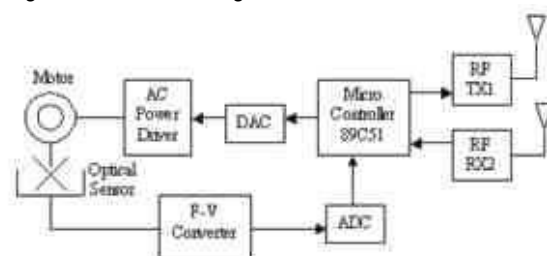 Motor
AC
Power
Driver
DAC
Micro
Controller
89C51
RF
TX1
RF
RX2
Optical
Sensor
F-V
Converter
ADC